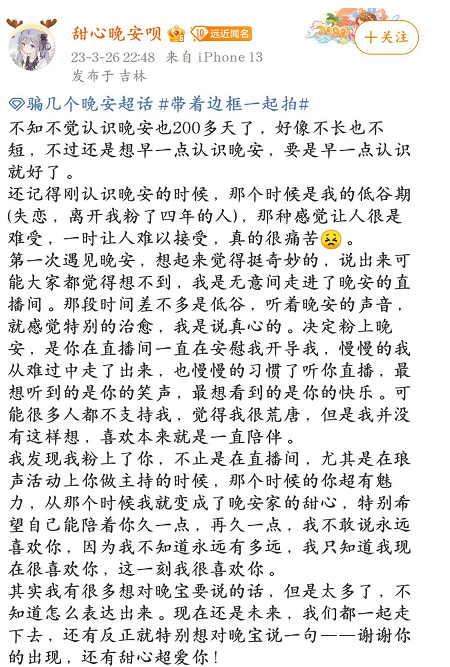 甜心晚安呗 10 远近闻名
+关注
23-3-26 22:48 来自 iPhone 13
发布于 吉林
骗几个晚安超话 #带着边框一起拍#
不知不觉认识晚安也200多天了，好像不长也不
短，不过还是想早一点认识晚安，要是早一点认识
就好了。
还记得刚认识晚安的时候，那个时候是我的低谷期
(失恋，离开我粉了四年的人)，那种感觉让人很是
难受，一时让人难以接受，真的很痛苦😣。
第一次遇见晚安，想起来觉得挺奇妙的，说出来可
能大家都觉得想不到，我是无意间走进了晚安的直
播间。那段时间差不多是低谷，听着晚安的声音，
就感觉特别的治愈，我是说真心的。决定粉上晚
安，是你在直播间一直在安慰我开导我，慢慢的我
从难过中走了出来，也慢慢的习惯了听你直播，最
想听到的是你的笑声，最想看到的是你的快乐。可
能很多人都不支持我，觉得我很荒唐，但是我并没
有这样想，喜欢本来就是一直陪伴。
我发现我粉上了你，不止是在直播间，尤其是在琅
声活动上你做主持的时候，那个时候的你超有魅
力，从那个时候我就变成了晚安家的甜心，特别希
望自己能陪着你久一点，再久一点，我不敢说永远
喜欢你，因为我不知道永远有多远，我只知道我现
在很喜欢你，这一刻我很喜欢你。
其实我有很多想对晚宝要说的话，但是太多了，不
知道怎么表达出来。现在还是未来，我们都一起走
下去，还有反正就特别想对晚宝说一句——谢谢你
的出现，还有甜心超爱你！